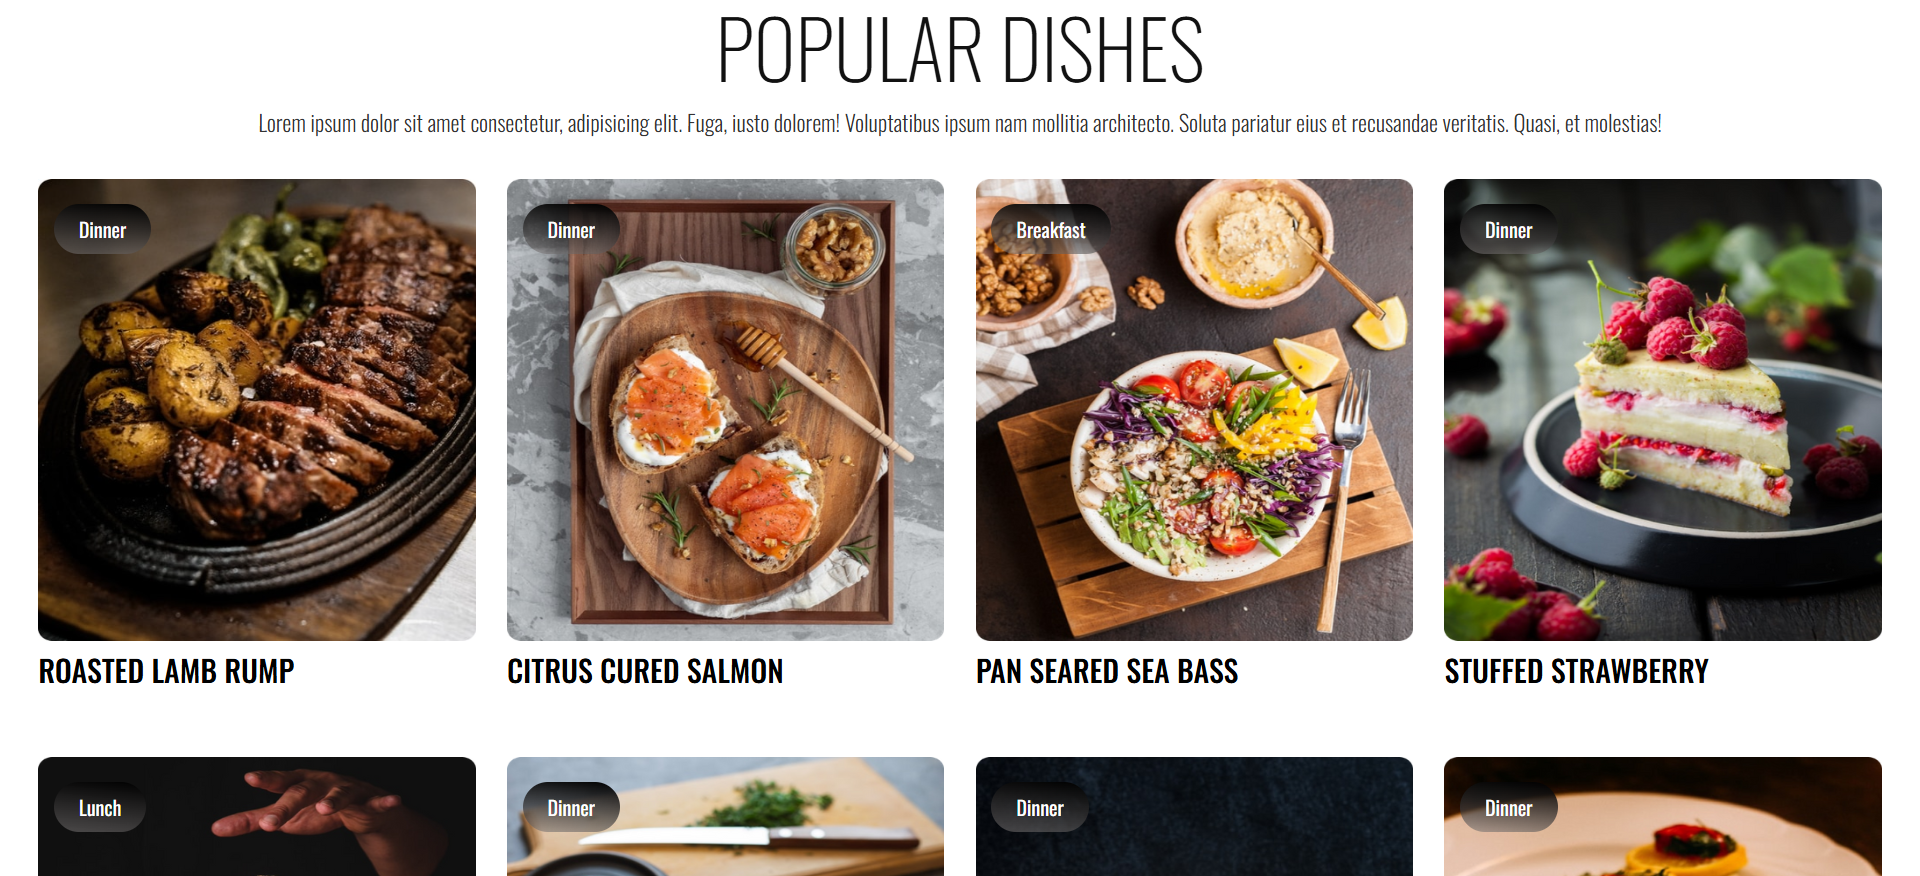 POPULAR DISHES
Lorem ipsum dolor sit amet consectetur, adipisicing elit. Fuga, iusto dolorem! Voluptatibus ipsum nam mollitia architecto. Soluta pariatur eius et recusandae veritatis. Quasi, et molestias!
Dinner
Dinner
Breakfast
Dinner
ROASTED LAMB RUMP
CITRUS CURED SALMON
PAN SEARED SEA BASS
STUFFED STRAWBERRY
Lunch
Dinner
Dinner
Dinner